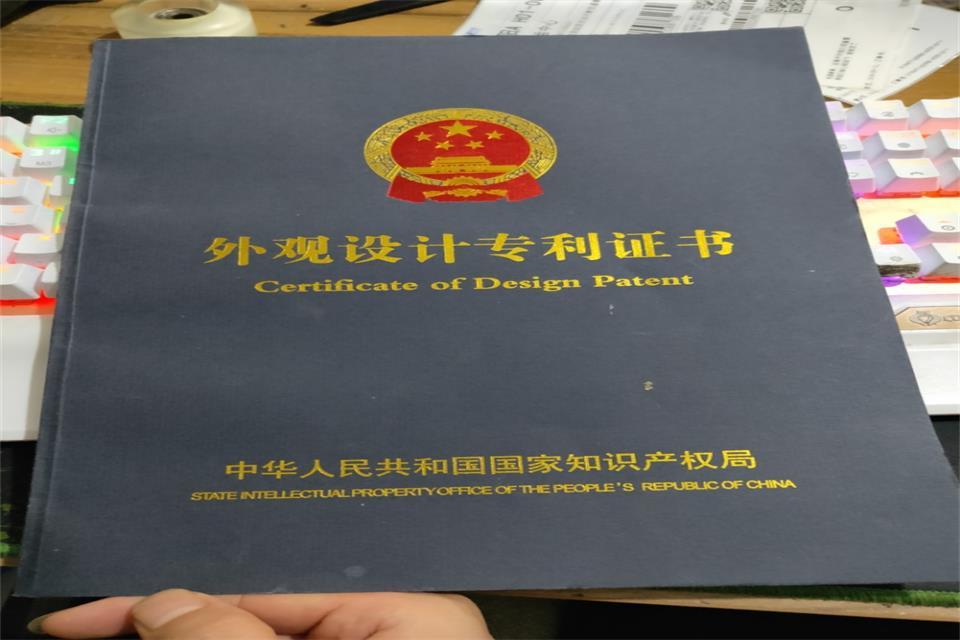 外观设计专利证书
Certificate of Design Patent
中华人民共和国国家知识产权局
STATE INTELLECTUAL PROPERTY OFFICE OF THE PEOPLE'S REPUBLIC OF CHINA